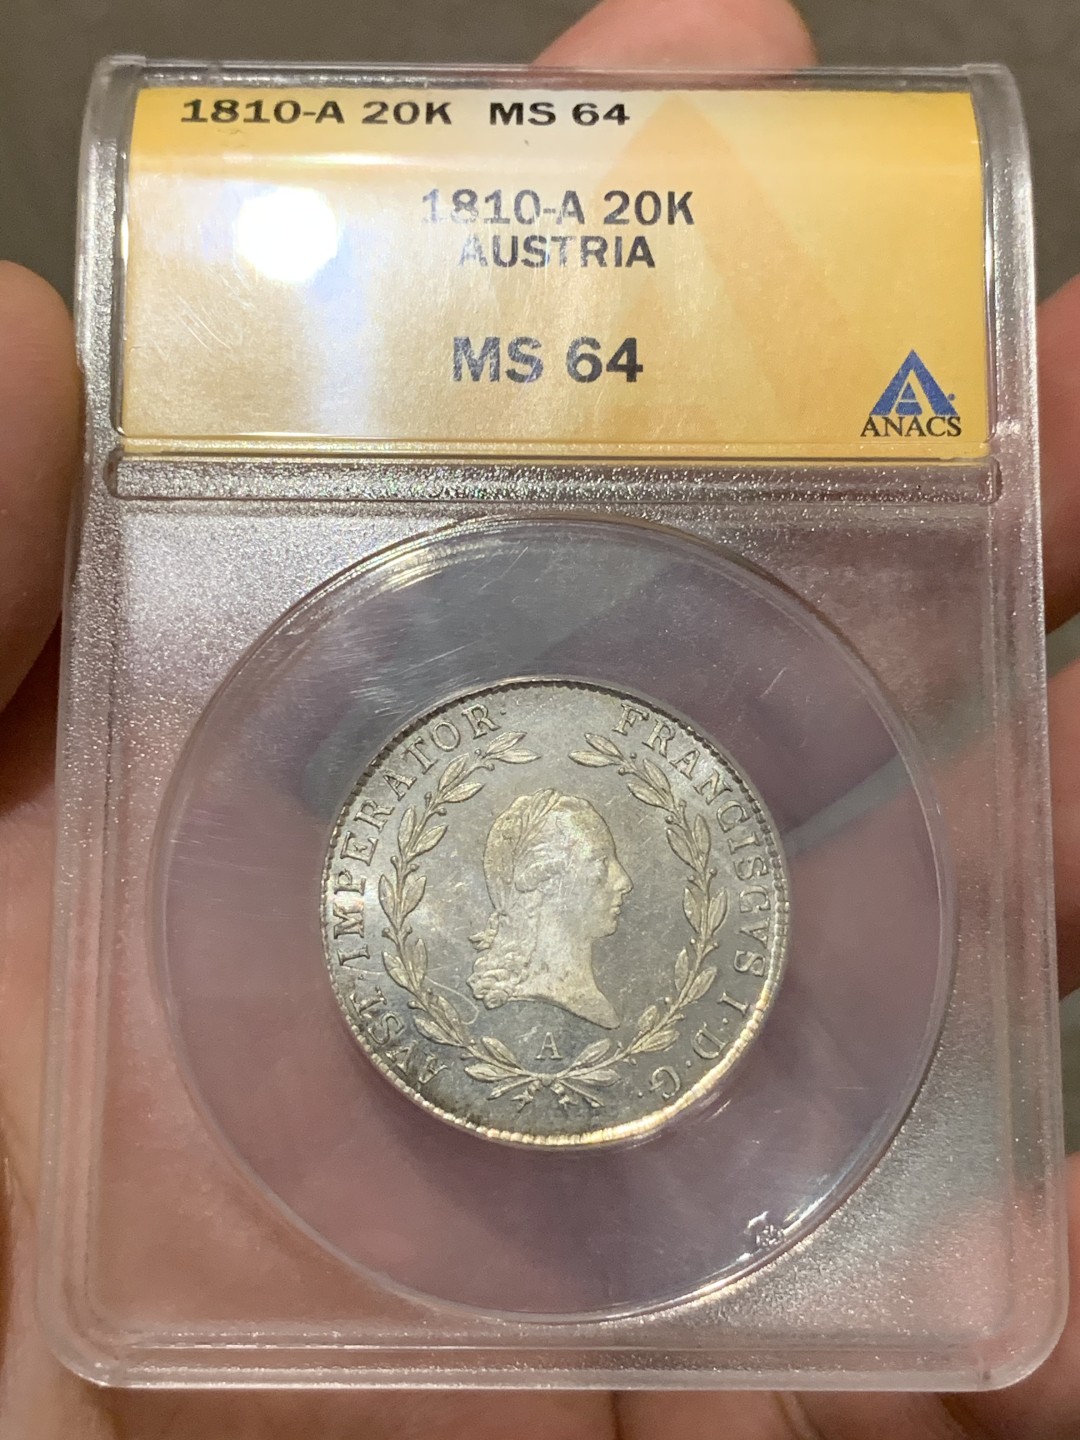 1810-A 20K MS 64
1810-A 20K
AUSTRIA
MS 64
ANACS
FRANCISCVS I·D·G·
AVST·IMPERATOR·
A